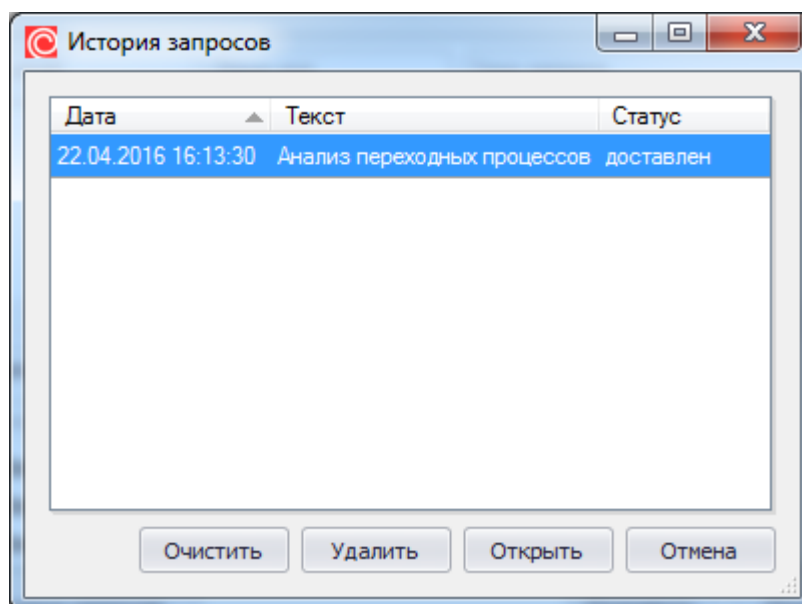 История запросов
Дата Текст Статус
22.04.2016 16:13:30 Анализ переходных процессов доставлен
Очистить Удалить Открыть Отмена